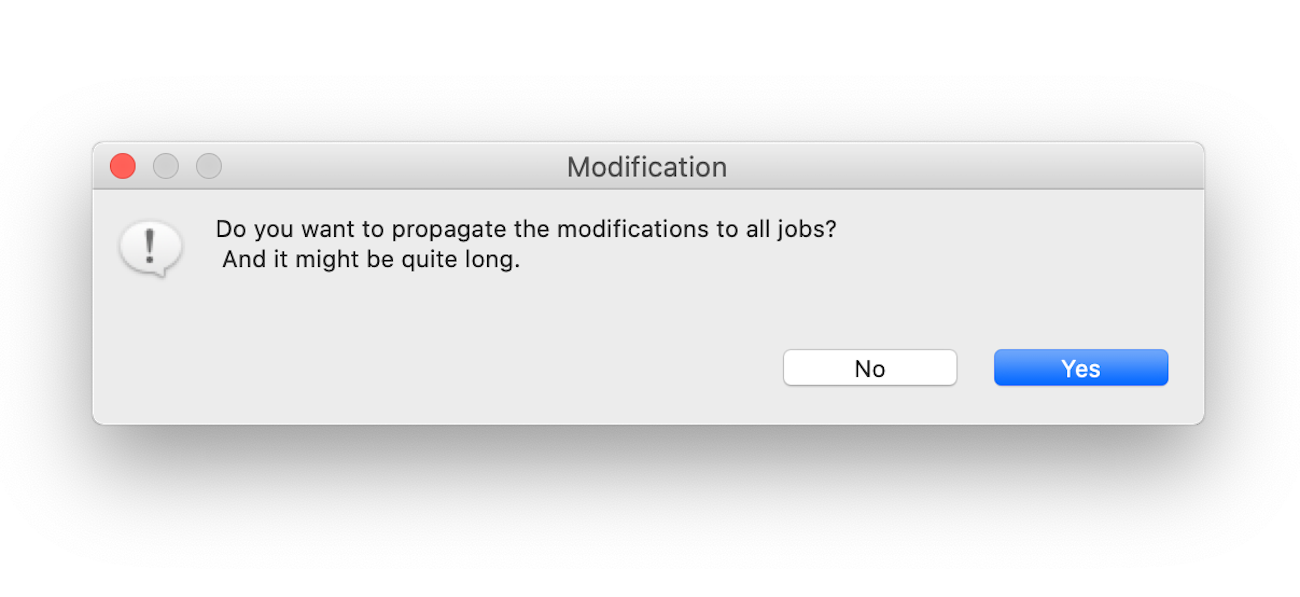 Modification
Do you want to propagate the modifications to all jobs?
And it might be quite long.
No
Yes